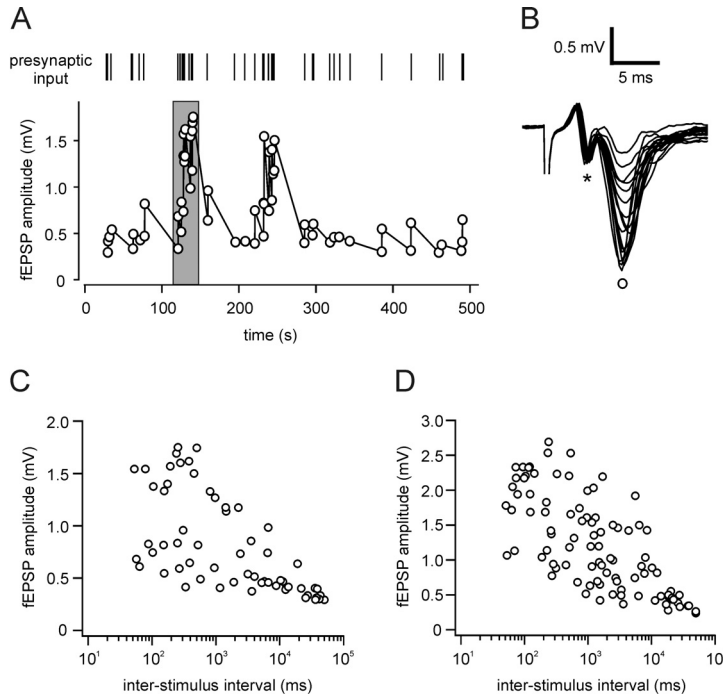 A
B
presynaptic
input
0.5 mV
5 ms
fEPSP amplitude (mV)
1.5
1.0
0.5
0
0 100 200 300 400 500
time (s)
*
C
D
fEPSP amplitude (mV)
2.0
1.0
0.5
0
10¹ 10² 10³ 10⁴ 10⁵
inter-stimulus interval (ms)
fEPSP amplitude (mV)
3.0
2.5
2.0
1.5
1.0
0.5
0
10¹ 10² 10³ 10⁴ 10
inter-stimulus interval (ms)